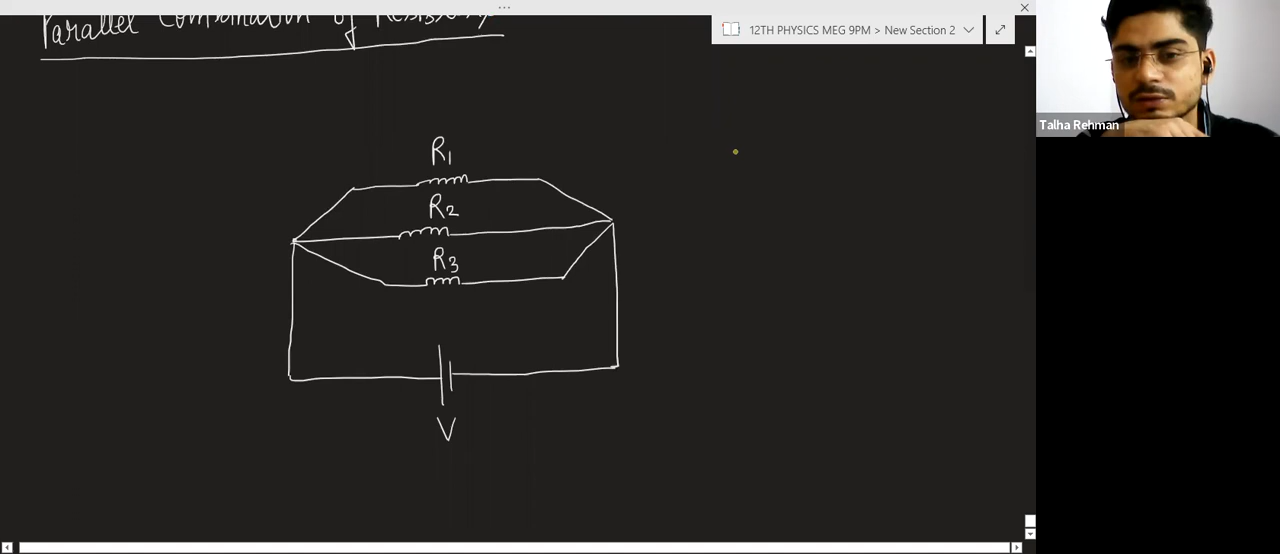 Parallel Combination of Resistors
12TH PHYSICS MEG 9PM > New Section 2
Talha Rehman
R1
R2
R3
V